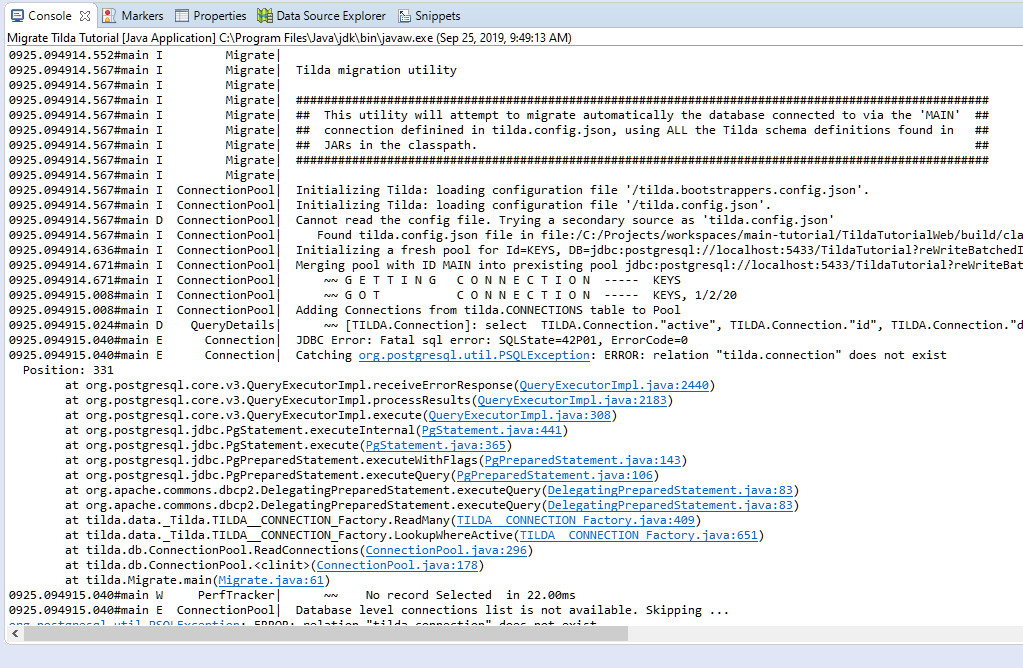 Console Markers Properties Data Source Explorer Snippets
Migrate Tilda Tutorial [Java Application] C:\Program Files\Java\jdk\bin\javaw.exe (Sep 25, 2019, 9:49:13 AM)
0925.094914.552#main I        Migrate|
0925.094914.567#main I        Migrate|  Tilda migration utility
0925.094914.567#main I        Migrate|
0925.094914.567#main I        Migrate|  ###################################################################################################
0925.094914.567#main I        Migrate|  ##  This utility will attempt to migrate automatically the database connected to via the 'MAIN'  ##
0925.094914.567#main I        Migrate|  ##  connection definined in tilda.config.json, using ALL the Tilda schema definitions found in   ##
0925.094914.567#main I        Migrate|  ##  JARs in the classpath.                                                                       ##
0925.094914.567#main I        Migrate|  ###################################################################################################
0925.094914.567#main I        Migrate|
0925.094914.567#main I ConnectionPool|  Initializing Tilda: loading configuration file '/tilda.bootstrappers.config.json'.
0925.094914.567#main I ConnectionPool|  Initializing Tilda: loading configuration file '/tilda.config.json'.
0925.094914.567#main D ConnectionPool|  Cannot read the config file. Trying a secondary source as 'tilda.config.json'
0925.094914.567#main I ConnectionPool|     Found tilda.config.json file in file:/C:/Projects/workspaces/main-tutorial/TildaTutorialWeb/build/cla
0925.094914.636#main I ConnectionPool|  Initializing a fresh pool for Id=KEYS, DB=jdbc:postgresql://localhost:5433/TildaTutorial?reWriteBatchedI
0925.094914.671#main I ConnectionPool|  Merging pool with ID MAIN into prexisting pool jdbc:postgresql://localhost:5433/TildaTutorial?reWriteBat
0925.094914.671#main I ConnectionPool|      ~~ G E T T I N G   C O N N E C T I O N  -----  KEYS
0925.094915.008#main I ConnectionPool|      ~~ G O T           C O N N E C T I O N  -----  KEYS, 1/2/20
0925.094915.008#main I ConnectionPool|  Adding Connections from tilda.CONNECTIONS table to Pool
0925.094915.024#main D   QueryDetails|      ~~ [TILDA.Connection]: select  TILDA.Connection."active", TILDA.Connection."id", TILDA.Connection."d
0925.094915.040#main E     Connection|  JDBC Error: Fatal sql error: SQLState=42P01, ErrorCode=0
0925.094915.040#main E     Connection|  Catching org.postgresql.util.PSQLException: ERROR: relation "tilda.connection" does not exist
  Position: 331
        at org.postgresql.core.v3.QueryExecutorImpl.receiveErrorResponse(QueryExecutorImpl.java:2440)
        at org.postgresql.core.v3.QueryExecutorImpl.processResults(QueryExecutorImpl.java:2183)
        at org.postgresql.core.v3.QueryExecutorImpl.execute(QueryExecutorImpl.java:308)
        at org.postgresql.jdbc.PgStatement.executeInternal(PgStatement.java:441)
        at org.postgresql.jdbc.PgStatement.execute(PgStatement.java:365)
        at org.postgresql.jdbc.PgPreparedStatement.executeWithFlags(PgPreparedStatement.java:143)
        at org.postgresql.jdbc.PgPreparedStatement.executeQuery(PgPreparedStatement.java:106)
        at org.apache.commons.dbcp2.DelegatingPreparedStatement.executeQuery(DelegatingPreparedStatement.java:83)
        at org.apache.commons.dbcp2.DelegatingPreparedStatement.executeQuery(DelegatingPreparedStatement.java:83)
        at tilda.data._Tilda.TILDA__CONNECTION_Factory.ReadMany(TILDA__CONNECTION_Factory.java:409)
        at tilda.data._Tilda.TILDA__CONNECTION_Factory.LookupWhereActive(TILDA__CONNECTION_Factory.java:651)
        at tilda.db.ConnectionPool.ReadConnections(ConnectionPool.java:296)
        at tilda.db.ConnectionPool.<clinit>(ConnectionPool.java:178)
        at tilda.Migrate.main(Migrate.java:61)
0925.094915.040#main W    PerfTracker|      ~~    No record Selected  in 22.00ms
0925.094915.040#main E ConnectionPool|  Database level connections list is not available. Skipping ...
org.postgresql.util.PSQLException: ERROR: relation "tilda.connection" does not exist